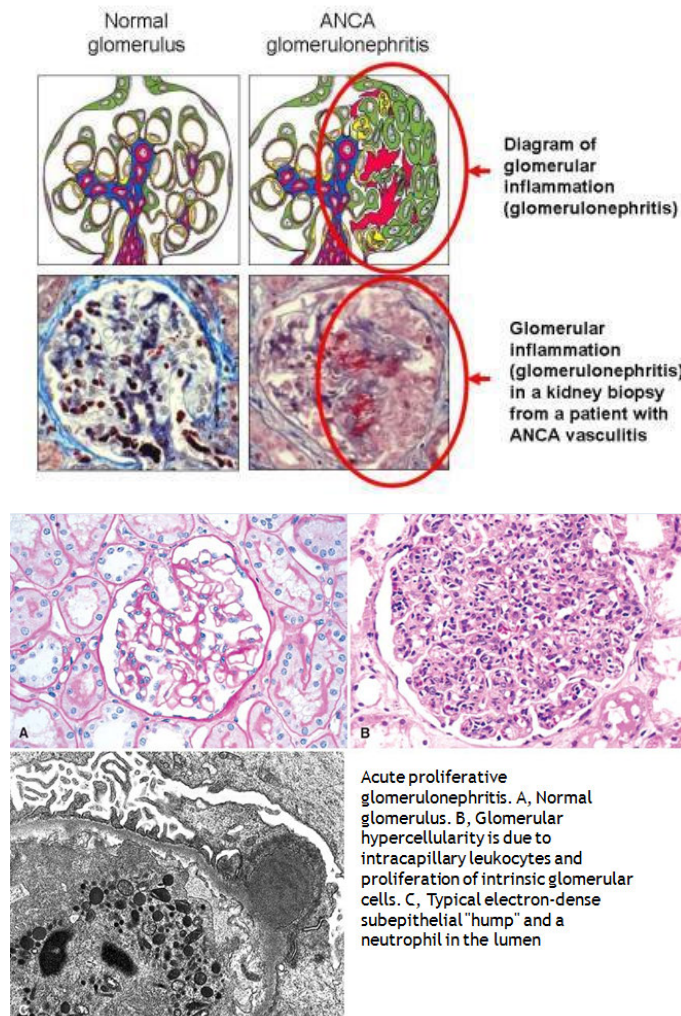 Normal
glomerulus
ANCA
glomerulonephritis
Diagram of
glomerular
inflammation
(glomerulonephritis)
Glomerular
inflammation
(glomerulonephritis)
in a kidney biopsy
from a patient with
ANCA vasculitis
A
B
Acute proliferative
glomerulonephritis. A, Normal
glomerulus. B, Glomerular
hypercellularity is due to
intracapillary leukocytes and
proliferation of intrinsic glomerular
cells. C, Typical electron-dense
subepithelial "hump" and a
neutrophil in the lumen
C